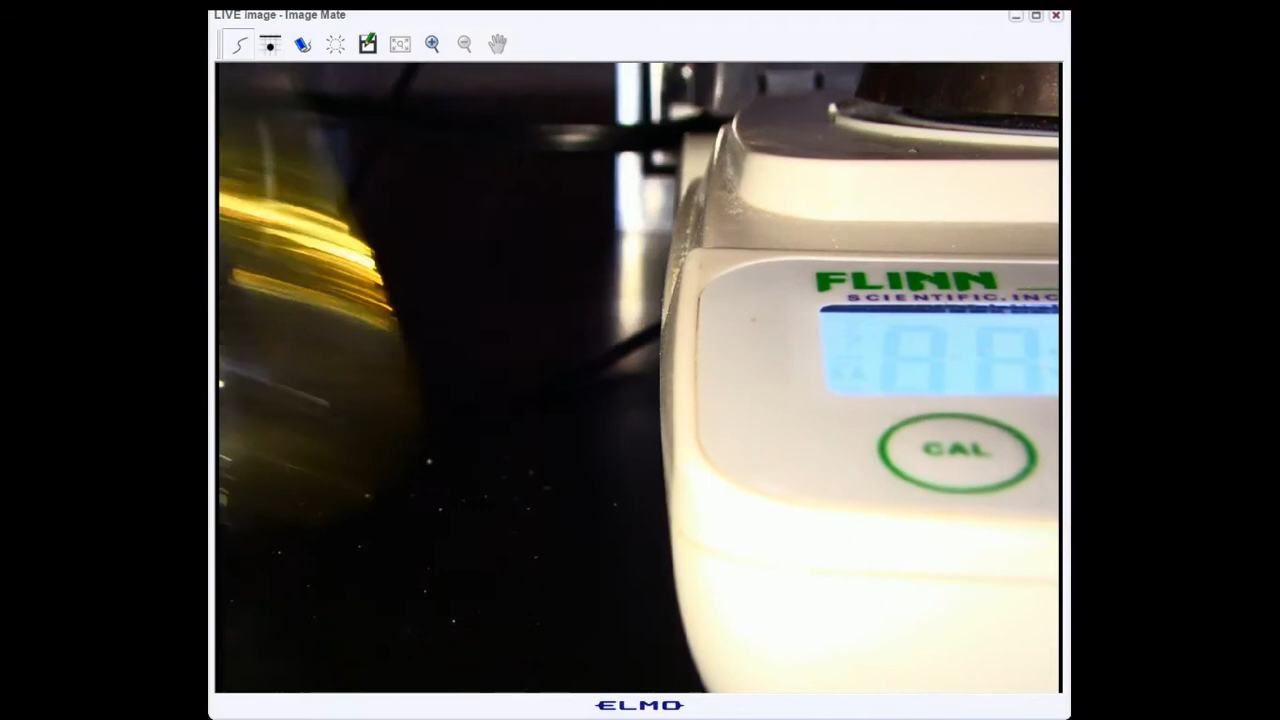 LIVE image - Image Mate
FLINN
SCIENTIFIC, INC
CAL
ELMO